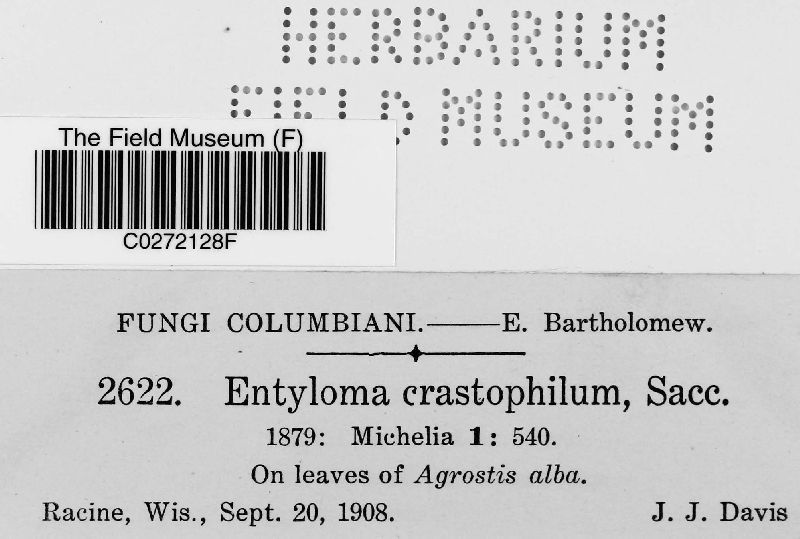 HERBARIUM
FIELD MUSEUM
The Field Museum (F)
C0272128F
FUNGI COLUMBIANI.——E. Bartholomew.
2622. Entyloma crastophilum, Sacc.
1879: Michelia 1: 540.
On leaves of Agrostis alba.
Racine, Wis., Sept. 20, 1908. J. J. Davis